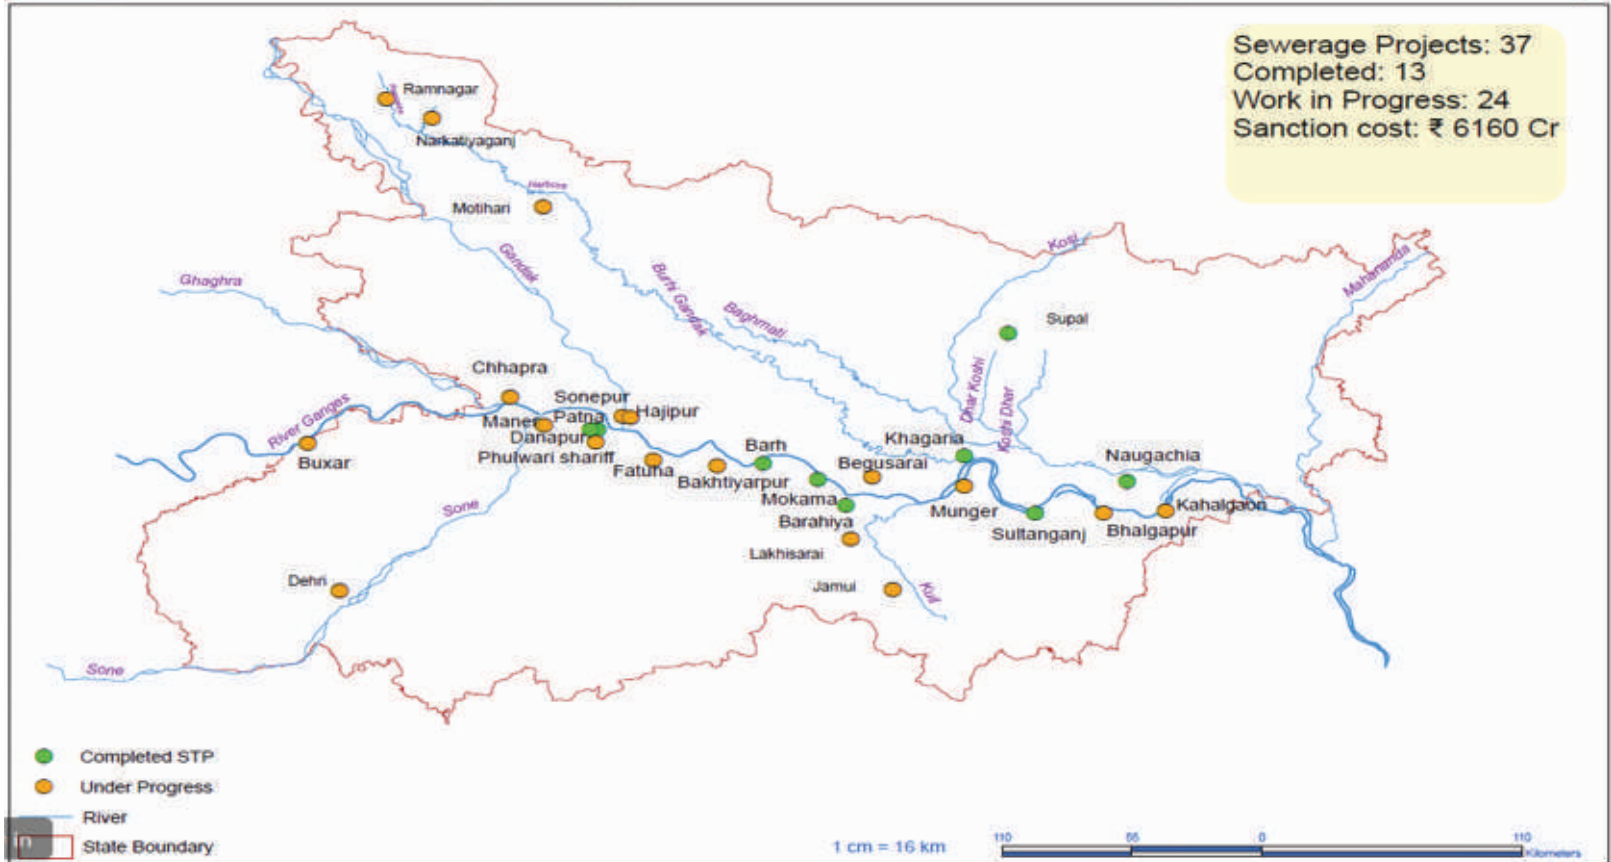 Sewerage Projects: 37
Completed: 13
Work in Progress: 24
Sanction cost: ₹ 6160 Cr
Ramnagar
Narkatiyaganj
Harbora
Motihari
Gandak
Kosi
Mahananda
Ghaghra
Burhi Gandak
Baghmati
Supal
Chhapra
Dhar Koshi
Koshi Dhar
Sonepur
Hajipur
River Ganges
Maner
Patna
Danapur
Phulwari shariff
Buxar
Fatuha
Bakhtiyarpur
Barh
Khagaria
Begusarai
Naugachia
Mokama
Barahiya
Munger
Sultanganj
Bhalgapur
Kahalgaon
Sone
Lakhisarai
Dehri
Jamui
Kiul
Sone
Completed STP
Under Progress
River
State Boundary
in
1 cm = 16 km
110
55
0
110
Kilometers